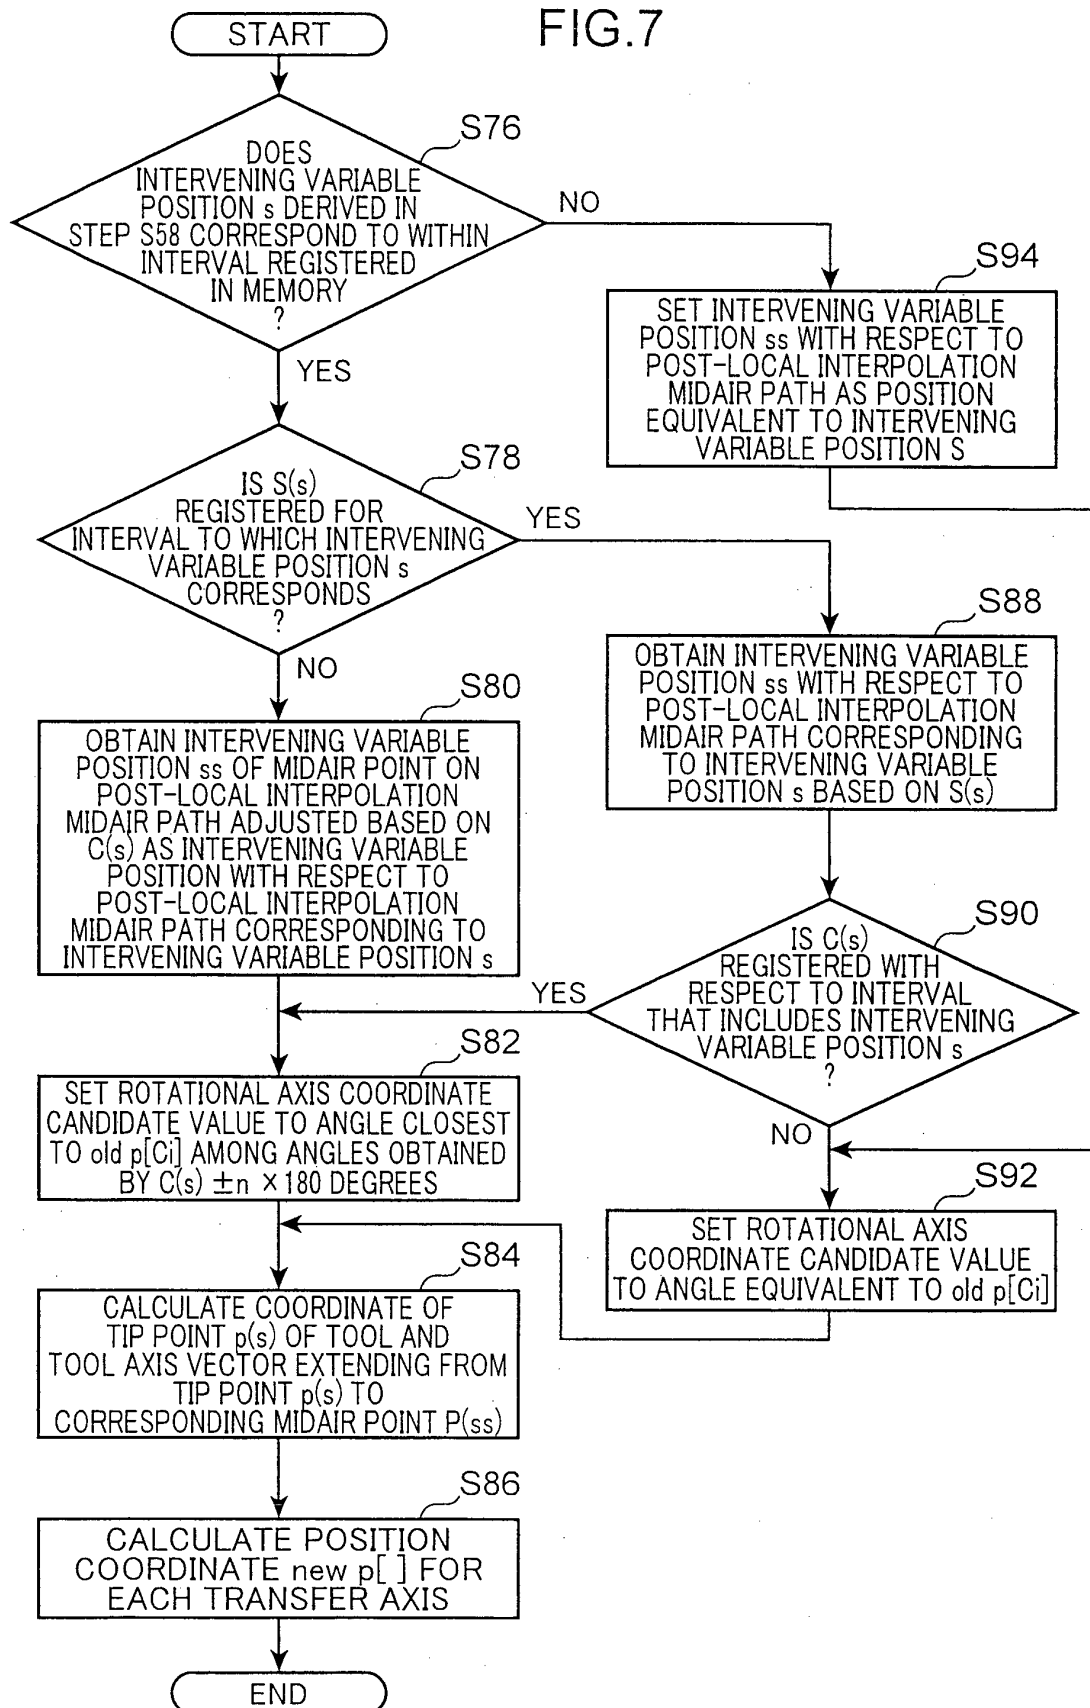 FIG.7
START
S76
DOES
INTERVENING VARIABLE
POSITION s DERIVED IN
STEP S58 CORRESPOND TO WITHIN
INTERVAL REGISTERED
IN MEMORY
?
NO
YES
S94
SET INTERVENING VARIABLE
POSITION ss WITH RESPECT TO
POST-LOCAL INTERPOLATION
MIDAIR PATH AS POSITION
EQUIVALENT TO INTERVENING
VARIABLE POSITION S
S78
IS S(s)
REGISTERED FOR
INTERVAL TO WHICH INTERVENING
VARIABLE POSITION s
CORRESPONDS
?
YES
NO
S88
OBTAIN INTERVENING VARIABLE
POSITION ss WITH RESPECT TO
POST-LOCAL INTERPOLATION
MIDAIR PATH CORRESPONDING
TO INTERVENING VARIABLE
POSITION s BASED ON S(s)
S80
OBTAIN INTERVENING VARIABLE
POSITION ss OF MIDAIR POINT ON
POST-LOCAL INTERPOLATION
MIDAIR PATH ADJUSTED BASED ON
C(s) AS INTERVENING VARIABLE
POSITION WITH RESPECT TO
POST-LOCAL INTERPOLATION
MIDAIR PATH CORRESPONDING TO
INTERVENING VARIABLE POSITION s
S90
IS C(s)
REGISTERED WITH
RESPECT TO INTERVAL
THAT INCLUDES INTERVENING
VARIABLE POSITION s
?
YES
NO
S82
SET ROTATIONAL AXIS COORDINATE
CANDIDATE VALUE TO ANGLE CLOSEST
TO old p[Ci] AMONG ANGLES OBTAINED
BY C(s) ±n ×180 DEGREES
S92
SET ROTATIONAL AXIS
COORDINATE CANDIDATE VALUE
TO ANGLE EQUIVALENT TO old p[Ci]
S84
CALCULATE COORDINATE OF
TIP POINT p(s) OF TOOL AND
TOOL AXIS VECTOR EXTENDING FROM
TIP POINT p(s) TO
CORRESPONDING MIDAIR POINT P(ss)
S86
CALCULATE POSITION
COORDINATE new p[ ] FOR
EACH TRANSFER AXIS
END